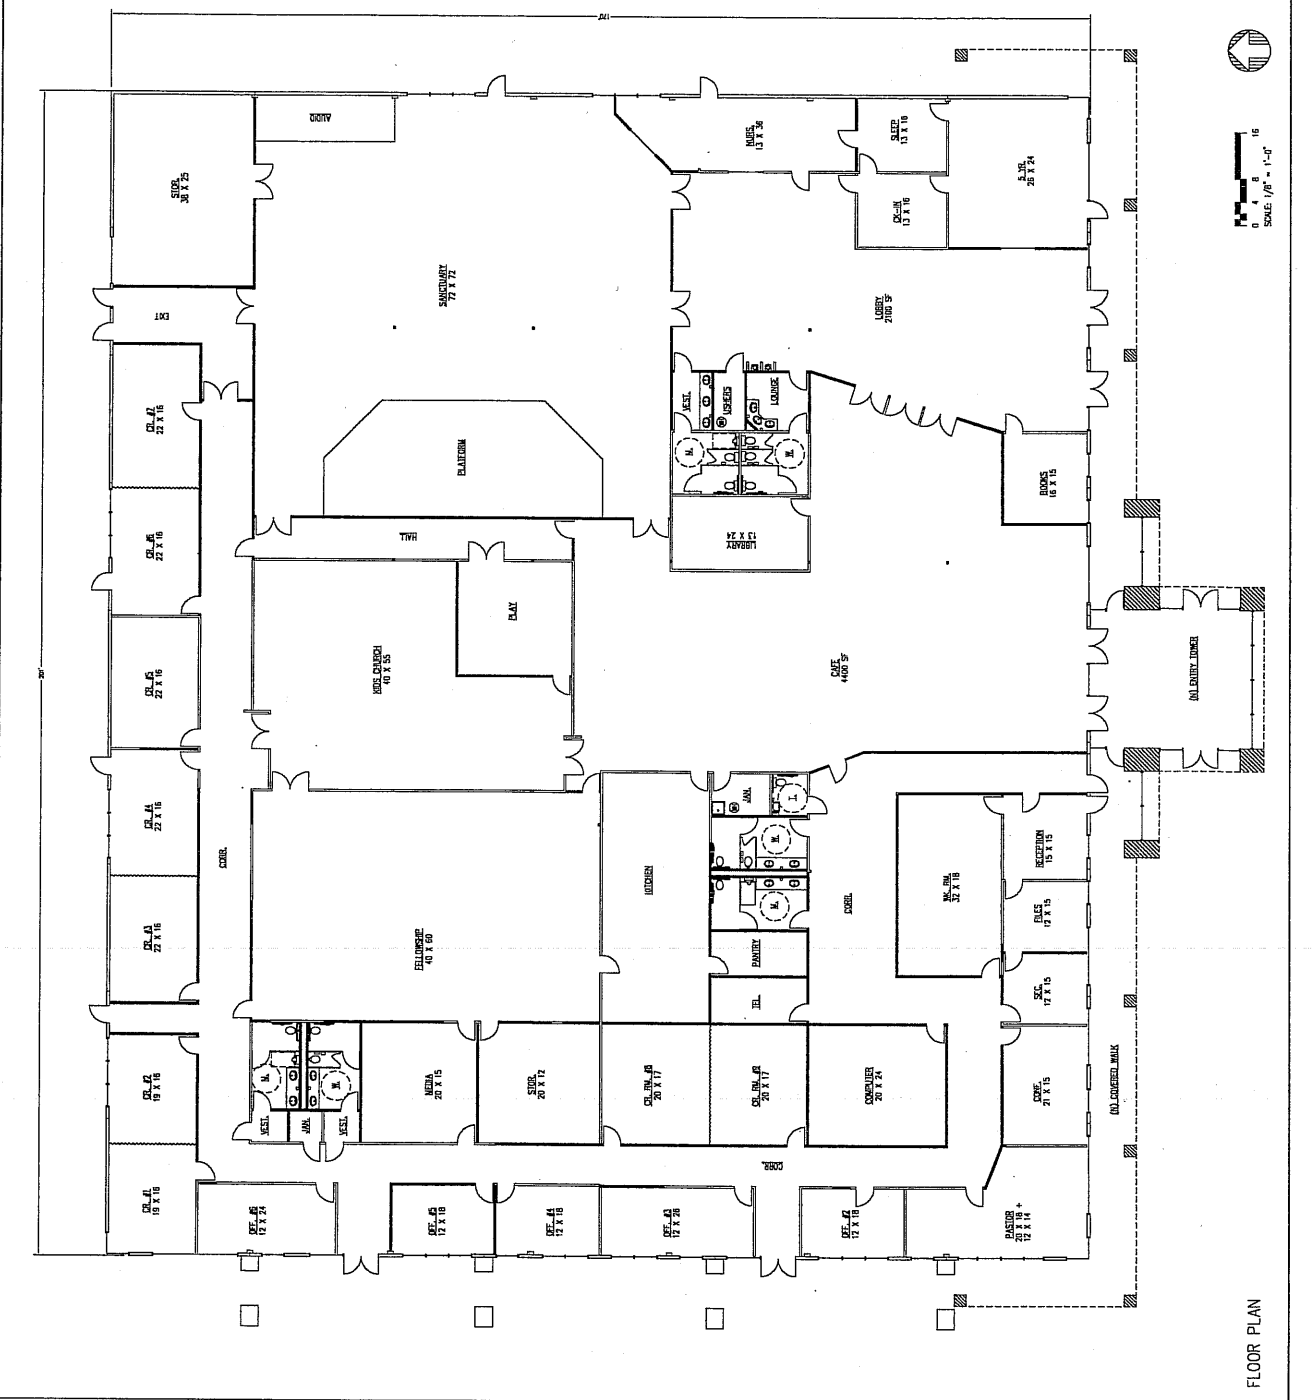 170'
201'
STOR.
38 X 25
AUDIO
NURS.
13 X 36
SLEEP
13 X 16
CK-IN
13 X 16
5 YR.
26 X 24
EXIT
SANCTUARY
72 X 72
LOBBY
2100 SF
CR. #7
22 X 16
CR. #6
22 X 16
CR. #5
22 X 16
CR. #4
22 X 16
CR. #3
22 X 16
CR. #2
19 X 16
CR. #1
19 X 16
PLATFORM
VEST.
USHERS
LOUNGE
M.
W.
LIBRARY
13 X 24
BOOKS
16 X 15
HALL
PLAY
KIDS CHURCH
40 X 55
CAFE
4400 SF
(N) ENTRY TOWER
CORR.
FELLOWSHIP
40 X 60
KITCHEN
JAN.
T.
W.
M.
PANTRY
TEL.
CORR.
WK. RM.
32 X 18
RECEPTION
15 X 15
FILES
12 X 15
SEC.
12 X 15
CONF.
21 X 15
M.
W.
VEST.
JAN.
VEST.
MEDIA
20 X 15
STOR.
20 X 12
CR. RM. #8
20 X 17
CR. RM. #9
20 X 17
COMPUTER
20 X 24
CORR.
OFF. #6
12 X 24
OFF. #5
12 X 18
OFF. #4
12 X 18
OFF. #3
12 X 26
OFF. #2
12 X 18
PASTOR
20 X 18 +
12 X 14
(N) COVERED WALK
0 4 8 16
SCALE: 1/8" = 1'-0"
FLOOR PLAN